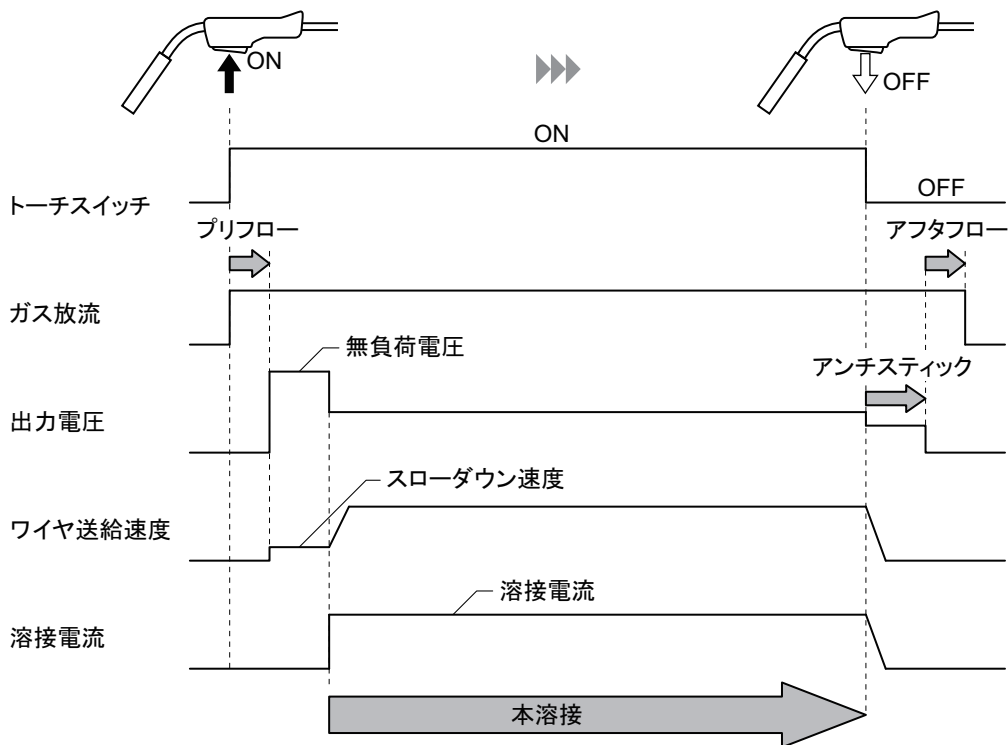 ON
OFF
ON
トーチスイッチ
OFF
プリフロー
アフタフロー
ガス放流
無負荷電圧
アンチスティック
出力電圧
スローダウン速度
ワイヤ送給速度
溶接電流
溶接電流
本溶接